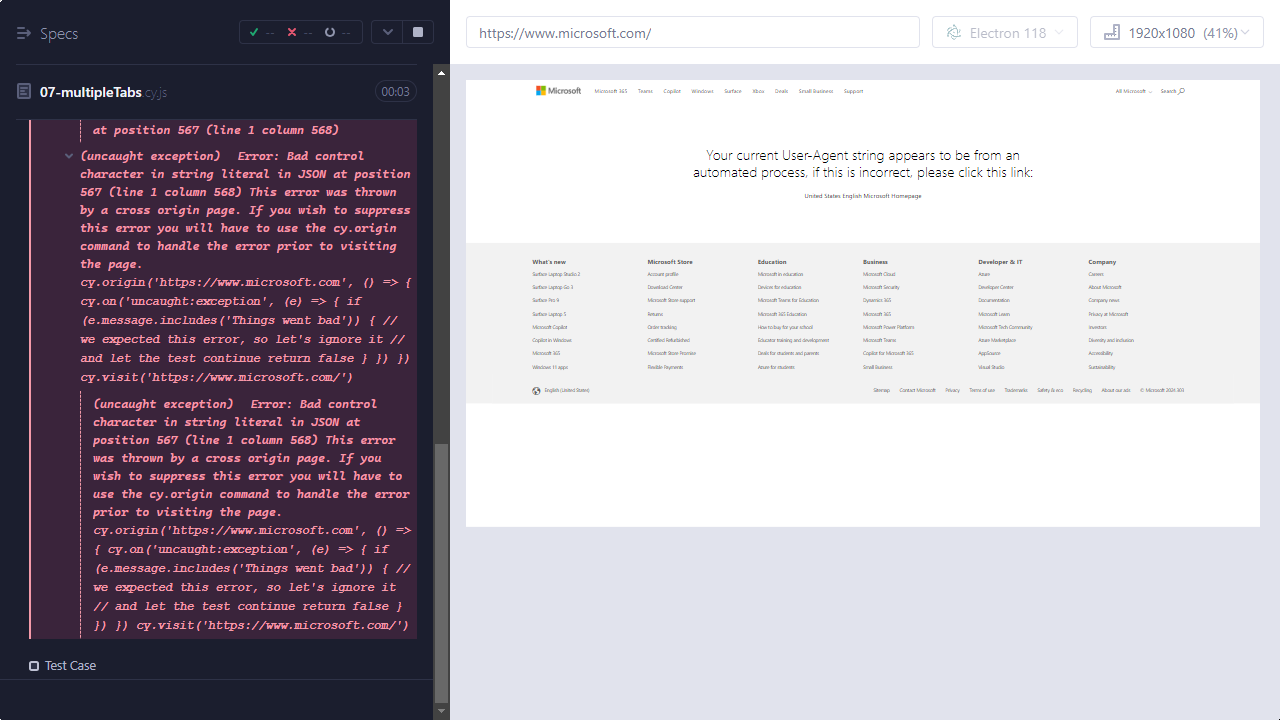 Specs
-- -- --
07-multipleTabs.cy.js
00:03
at position 567 (line 1 column 568)
(uncaught exception) Error: Bad control
character in string literal in JSON at position
567 (line 1 column 568) This error was thrown
by a cross origin page. If you wish to suppress
this error you will have to use the cy.origin
command to handle the error prior to visiting
the page.
cy.origin('https://www.microsoft.com', () => {
cy.on('uncaught:exception', (e) => { if
(e.message.includes('Things went bad')) { //
we expected this error, so let's ignore it //
and let the test continue return false } }) })
cy.visit('https://www.microsoft.com/')
(uncaught exception) Error: Bad control
character in string literal in JSON at
position 567 (line 1 column 568) This error
was thrown by a cross origin page. If you
wish to suppress this error you will have to
use the cy.origin command to handle the error
prior to visiting the page.
cy.origin('https://www.microsoft.com', () =>
{ cy.on('uncaught:exception', (e) => { if
(e.message.includes('Things went bad')) { //
we expected this error, so let's ignore it
// and let the test continue return false }
}) }) cy.visit('https://www.microsoft.com/')
Test Case
https://www.microsoft.com/
Electron 118
1920x1080 (41%)
Microsoft
Microsoft 365 Teams Copilot Windows Surface Xbox Deals Small Business Support
All Microsoft Search
Your current User-Agent string appears to be from an
automated process, if this is incorrect, please click this link:
United States English Microsoft Homepage
What's new
Surface Laptop Studio 2
Surface Laptop Go 3
Surface Pro 9
Surface Laptop 5
Microsoft Copilot
Copilot in Windows
Microsoft 365
Windows 11 apps
Microsoft Store
Account profile
Download Center
Microsoft Store support
Returns
Order tracking
Certified Refurbished
Microsoft Store Promise
Flexible Payments
Education
Microsoft in education
Devices for education
Microsoft Teams for Education
Microsoft 365 Education
How to buy for your school
Educator training and development
Deals for students and parents
Azure for students
Business
Microsoft Cloud
Microsoft Security
Dynamics 365
Microsoft 365
Microsoft Power Platform
Microsoft Teams
Copilot for Microsoft 365
Small Business
Developer & IT
Azure
Developer Center
Documentation
Microsoft Learn
Microsoft Tech Community
Azure Marketplace
AppSource
Visual Studio
Company
Careers
About Microsoft
Company news
Privacy at Microsoft
Investors
Diversity and inclusion
Accessibility
Sustainability
English (United States)
Sitemap Contact Microsoft Privacy Terms of use Trademarks Safety & eco Recycling About our ads © Microsoft 2024 303